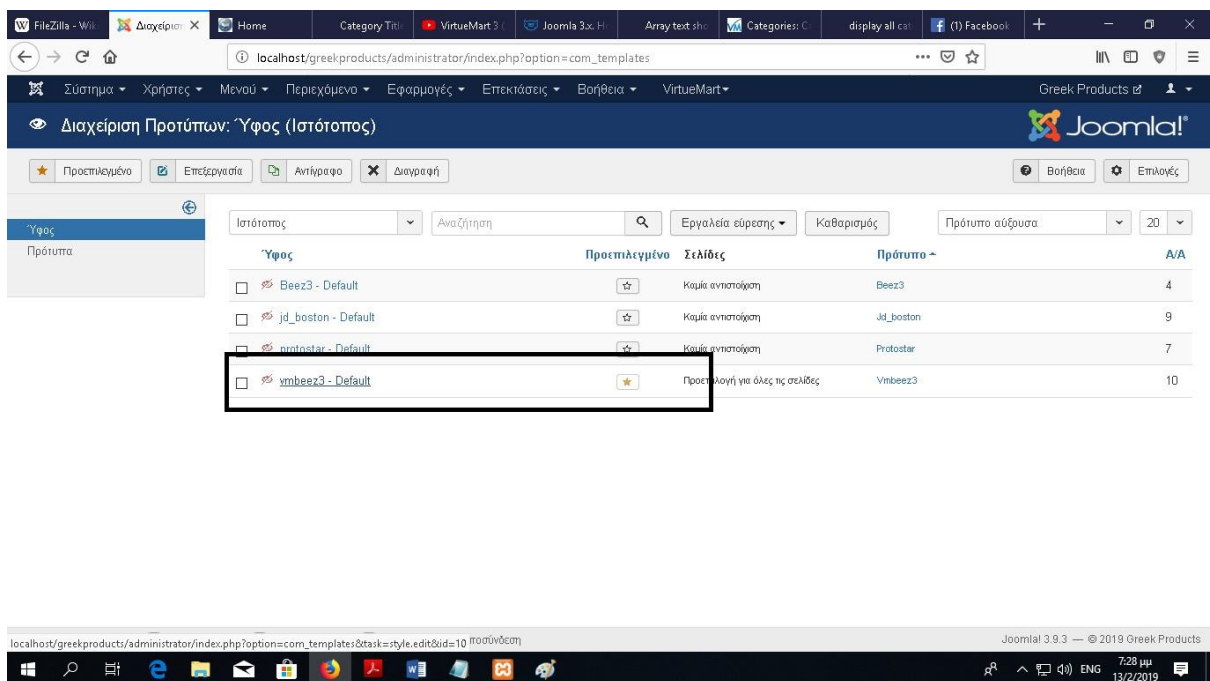 FileZilla - Wik Διαχείρισ Home Category Title VirtueMart 3 ( Joomla 3.x. H Array text sho Categories: C display all cat (1) Facebook
localhost/greekproducts/administrator/index.php?option=com_templates
Σύστημα Χρήστες Μενού Περιεχόμενο Εφαρμογές Επεκτάσεις Βοήθεια VirtueMart Greek Products
Διαχείριση Προτύπων: Ύφος (Ιστότοπος) Joomla!
Προεπιλεγμένο Επεξεργασία Αντίγραφο Διαγραφή Βοήθεια Επιλογές
Ύφος
Πρότυπα
Ιστότοπος Αναζήτηση Εργαλεία εύρεσης Καθαρισμός Πρότυπο αύξουσα 20
Ύφος Προεπιλεγμένο Σελίδες Πρότυπο Α/Α
Beez3 - Default Καμία αντιστοίχιση Beez3 4
jd_boston - Default Καμία αντιστοίχιση Jd_boston 9
protostar - Default Καμία αντιστοίχιση Protostar 7
vmbeez3 - Default Προεπιλογή για όλες τις σελίδες Vmbeez3 10
localhost/greekproducts/administrator/index.php?option=com_templates&task=style.edit&id=10 ποσύνδεση Joomla! 3.9.3 — © 2019 Greek Products
ENG 7:28 μμ
13/2/2019